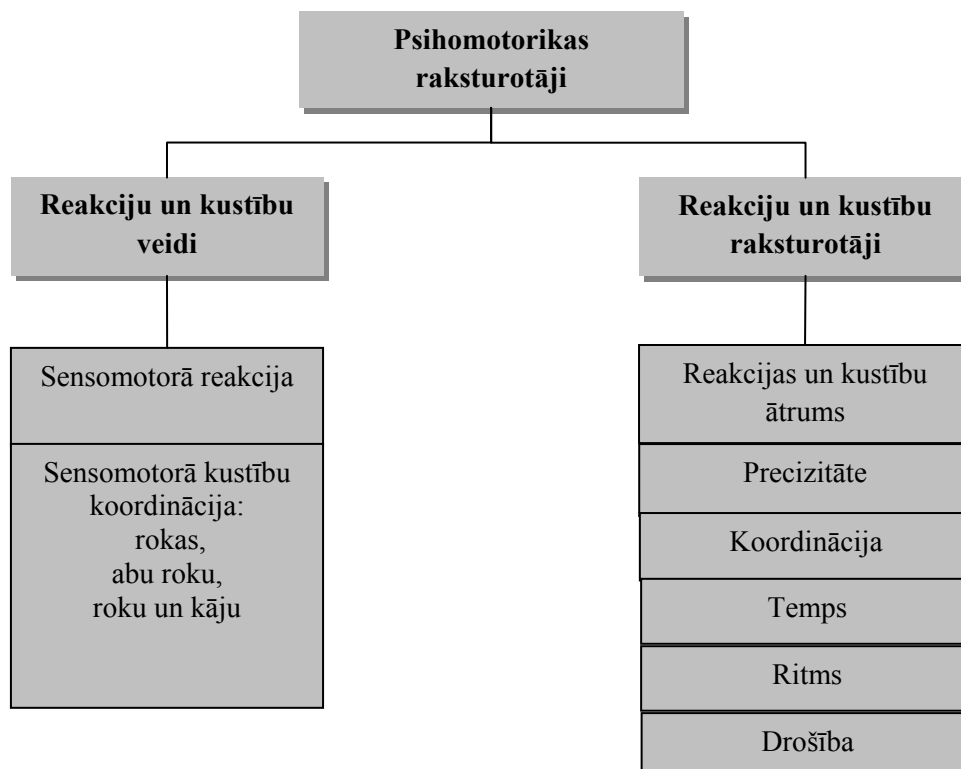 Psihomotorikas
raksturotāji
Reakciju un kustību
veidi
Sensomotorā reakcija
Sensomotorā kustību
koordinācija:
rokas,
abu roku,
roku un kāju
Reakciju un kustību
raksturotāji
Reakcijas un kustību
ātrums
Precizitāte
Koordinācija
Temps
Ritms
Drošība